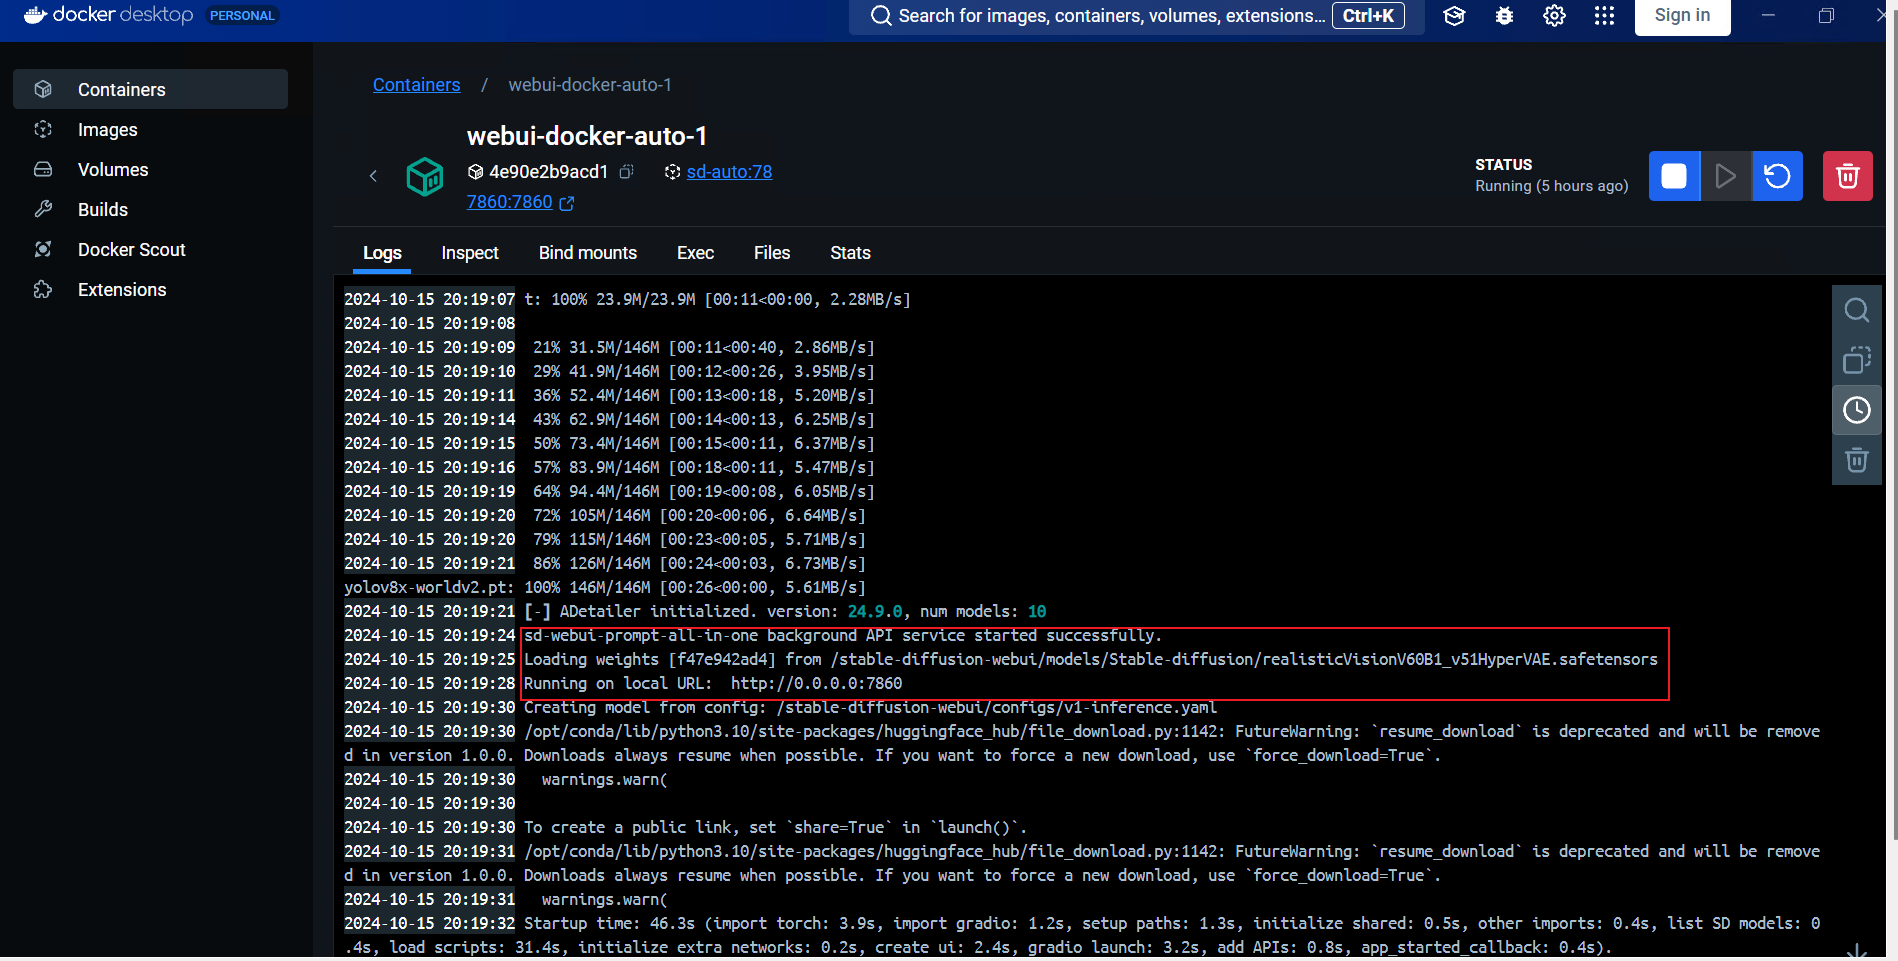 docker desktop PERSONAL
Search for images, containers, volumes, extensions... Ctrl+K
Sign in
Containers
Images
Volumes
Builds
Docker Scout
Extensions
Containers / webui-docker-auto-1
webui-docker-auto-1
4e90e2b9acd1 sd-auto:78
7860:7860
STATUS
Running (5 hours ago)
Logs Inspect Bind mounts Exec Files Stats
2024-10-15 20:19:07 t: 100% 23.9M/23.9M [00:11<00:00, 2.28MB/s]
2024-10-15 20:19:08
2024-10-15 20:19:09 21% 31.5M/146M [00:11<00:40, 2.86MB/s]
2024-10-15 20:19:10 29% 41.9M/146M [00:12<00:26, 3.95MB/s]
2024-10-15 20:19:11 36% 52.4M/146M [00:13<00:18, 5.20MB/s]
2024-10-15 20:19:14 43% 62.9M/146M [00:14<00:13, 6.25MB/s]
2024-10-15 20:19:15 50% 73.4M/146M [00:15<00:11, 6.37MB/s]
2024-10-15 20:19:16 57% 83.9M/146M [00:18<00:11, 5.47MB/s]
2024-10-15 20:19:19 64% 94.4M/146M [00:19<00:08, 6.05MB/s]
2024-10-15 20:19:20 72% 105M/146M [00:20<00:06, 6.64MB/s]
2024-10-15 20:19:20 79% 115M/146M [00:23<00:05, 5.71MB/s]
2024-10-15 20:19:21 86% 126M/146M [00:24<00:03, 6.73MB/s]
yolov8x-worldv2.pt: 100% 146M/146M [00:26<00:00, 5.61MB/s]
2024-10-15 20:19:21 [-] ADetailer initialized. version: 24.9.0, num models: 10
2024-10-15 20:19:24 sd-webui-prompt-all-in-one background API service started successfully.
2024-10-15 20:19:25 Loading weights [f47e942ad4] from /stable-diffusion-webui/models/Stable-diffusion/realisticVisionV60B1_v51HyperVAE.safetensors
2024-10-15 20:19:28 Running on local URL:  http://0.0.0.0:7860
2024-10-15 20:19:30 Creating model from config: /stable-diffusion-webui/configs/v1-inference.yaml
2024-10-15 20:19:30 /opt/conda/lib/python3.10/site-packages/huggingface_hub/file_download.py:1142: FutureWarning: `resume_download` is deprecated and will be remove
d in version 1.0.0. Downloads always resume when possible. If you want to force a new download, use `force_download=True`.
2024-10-15 20:19:30   warnings.warn(
2024-10-15 20:19:30
2024-10-15 20:19:30 To create a public link, set `share=True` in `launch()`.
2024-10-15 20:19:31 /opt/conda/lib/python3.10/site-packages/huggingface_hub/file_download.py:1142: FutureWarning: `resume_download` is deprecated and will be remove
d in version 1.0.0. Downloads always resume when possible. If you want to force a new download, use `force_download=True`.
2024-10-15 20:19:31   warnings.warn(
2024-10-15 20:19:32 Startup time: 46.3s (import torch: 3.9s, import gradio: 1.2s, setup paths: 1.3s, initialize shared: 0.5s, other imports: 0.4s, list SD models: 0
.4s, load scripts: 31.4s, initialize extra networks: 0.2s, create ui: 2.4s, gradio launch: 3.2s, add APIs: 0.8s, app_started_callback: 0.4s).